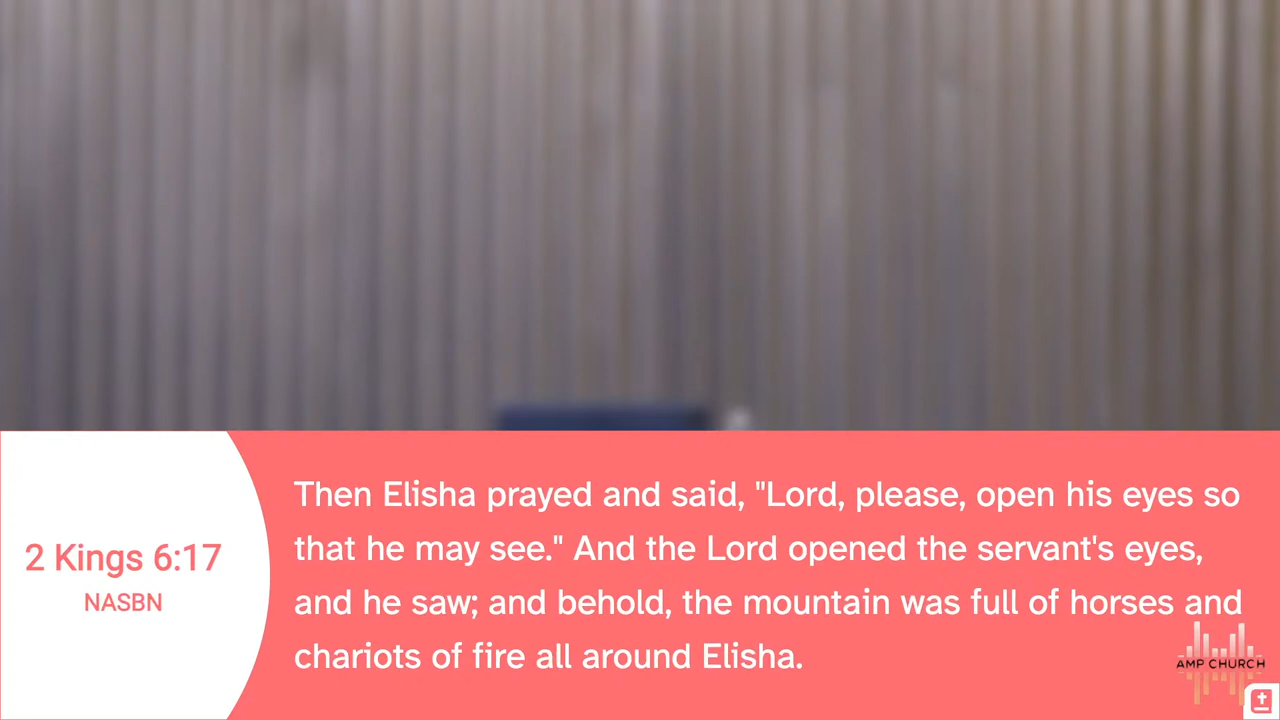 2 Kings 6:17
NASBN
Then Elisha prayed and said, "Lord, please, open his eyes so
that he may see." And the Lord opened the servant's eyes,
and he saw; and behold, the mountain was full of horses and
chariots of fire all around Elisha.
AMP CHURCH